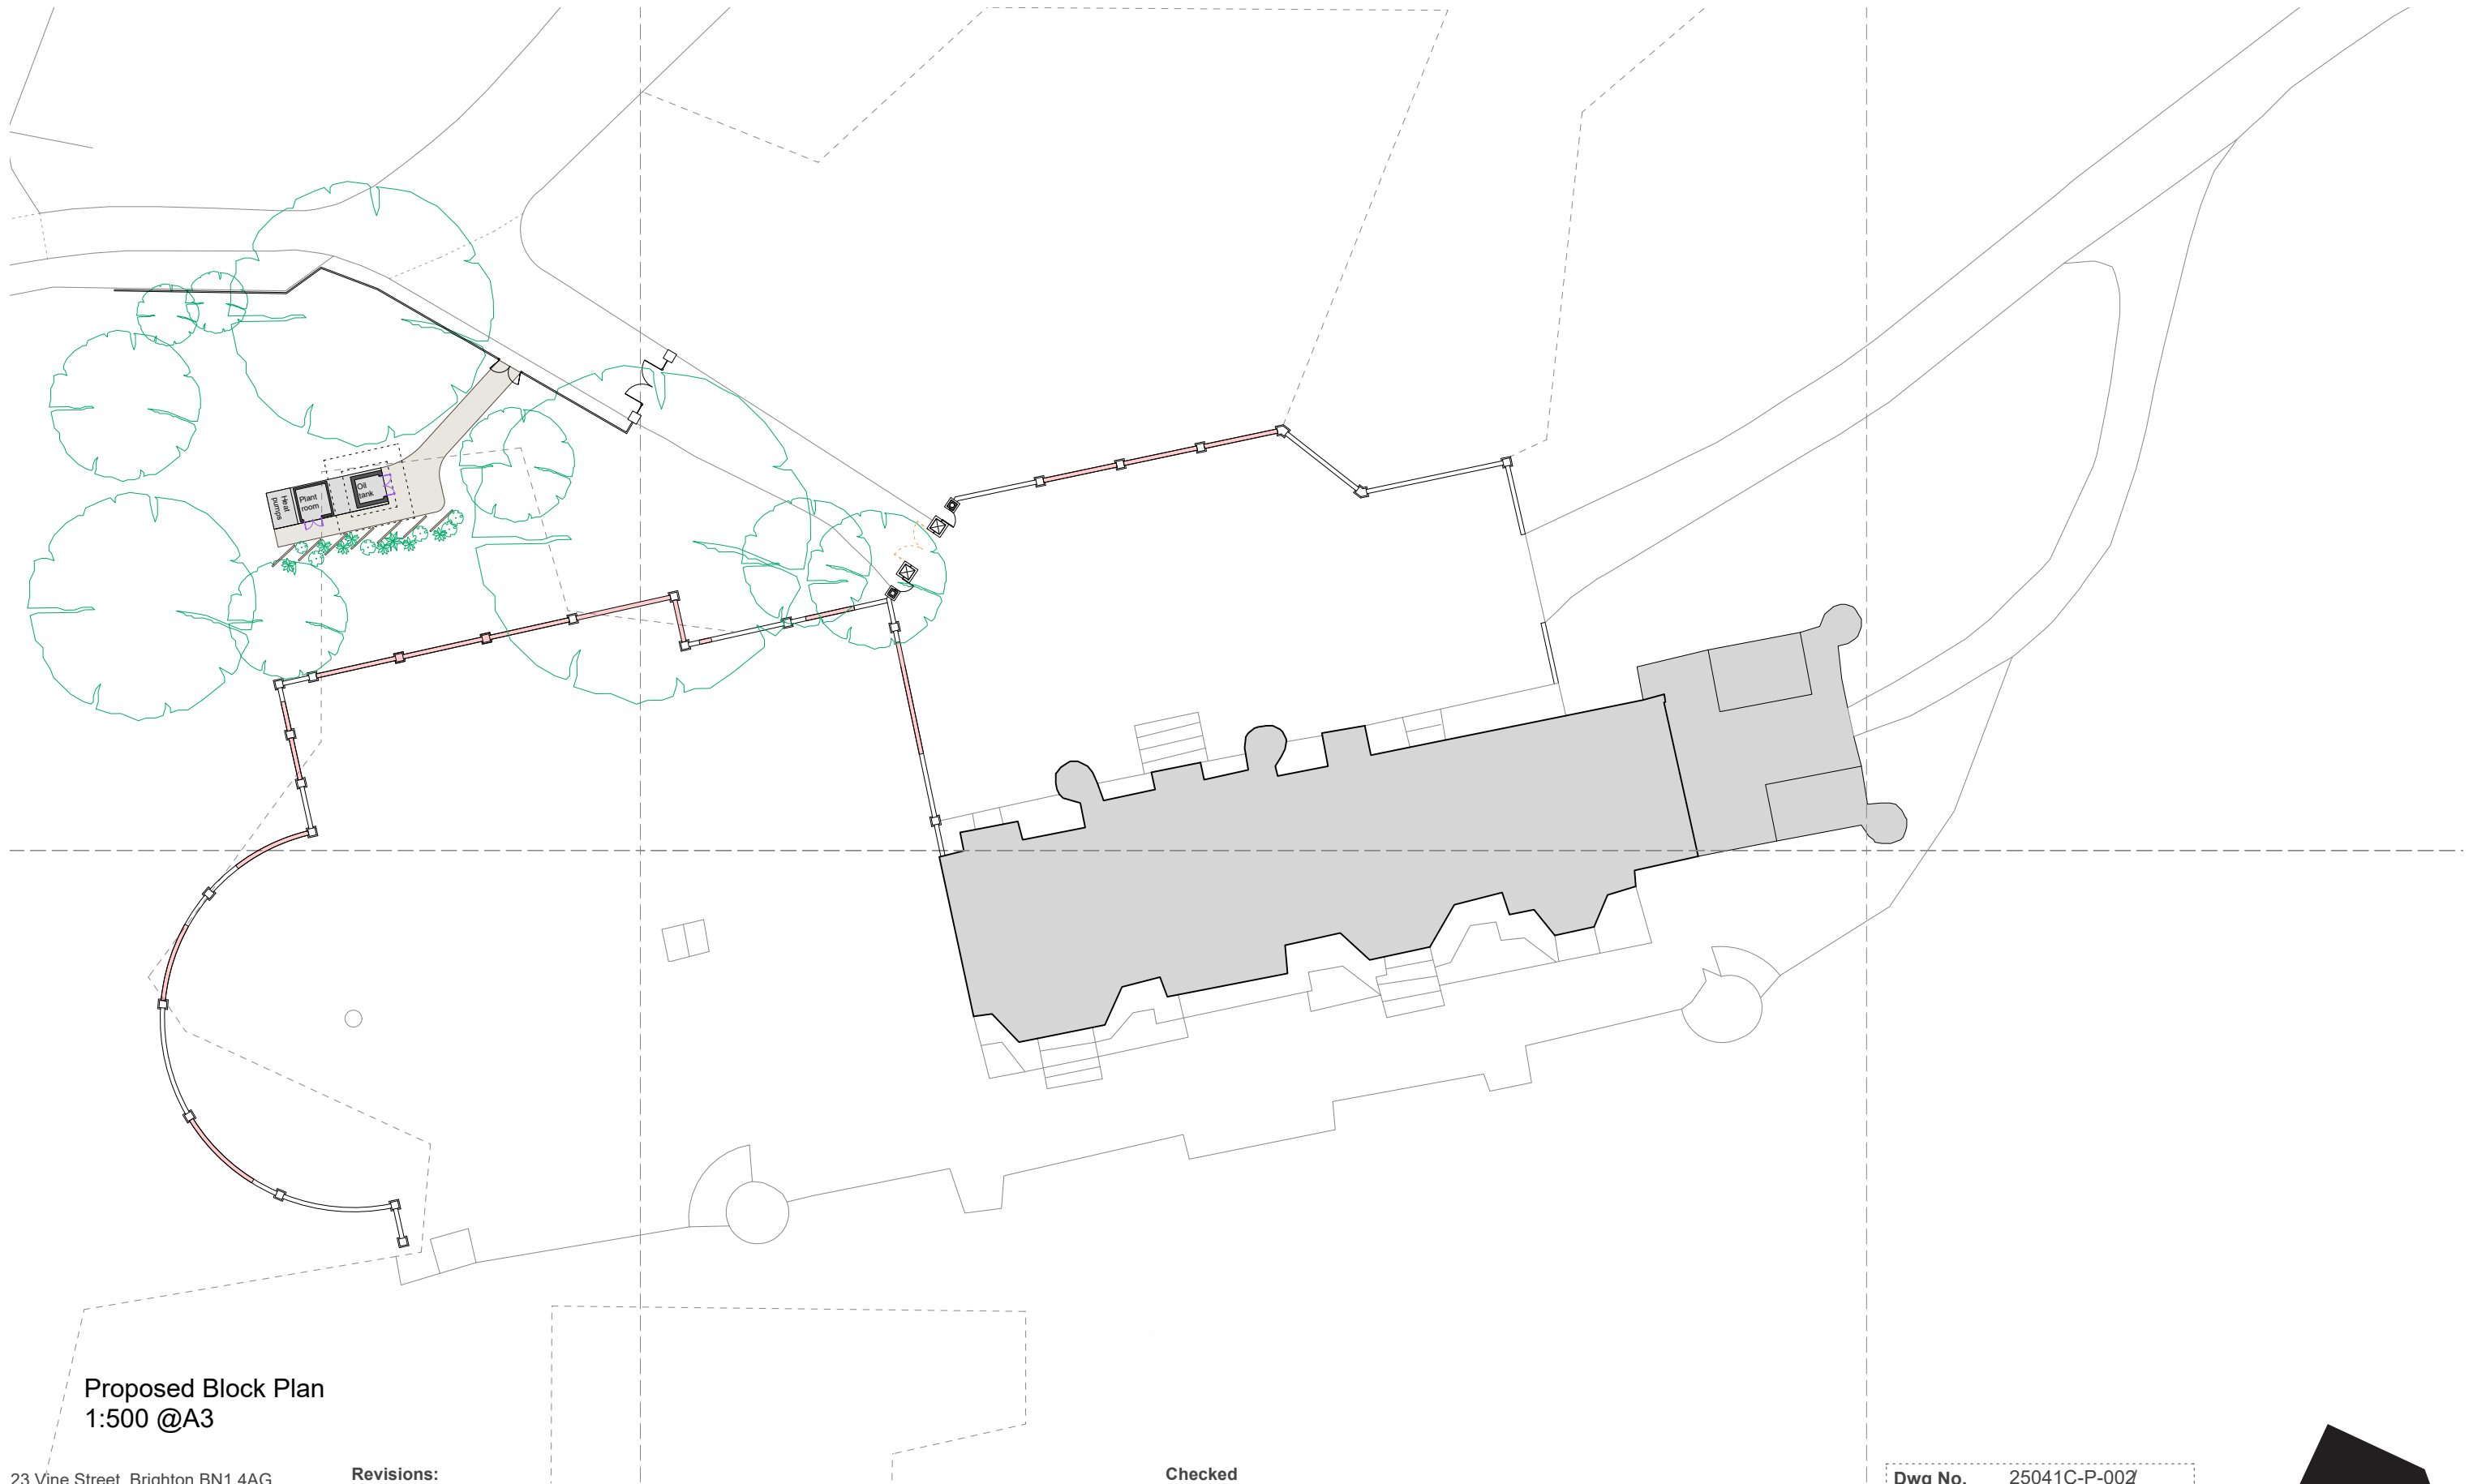 Heat
pumps
Plant
room
Oil
tank
Proposed Block Plan
1:500 @A3
23 Vine Street, Brighton BN1 4AG
Revisions:
Checked
Dwg No. 25041C-P-002/